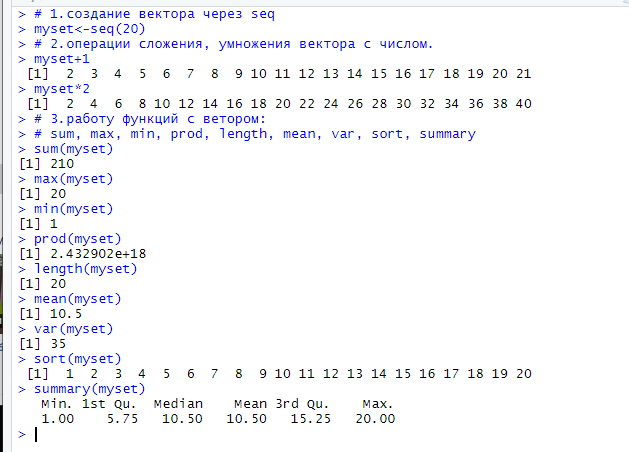 > # 1.создание вектора через seq
> myset<-seq(20)
> # 2.операции сложения, умножения вектора с числом.
> myset+1
 [1]  2  3  4  5  6  7  8  9 10 11 12 13 14 15 16 17 18 19 20 21
> myset*2
 [1]  2  4  6  8 10 12 14 16 18 20 22 24 26 28 30 32 34 36 38 40
> # 3.работу функций с ветором:
> # sum, max, min, prod, length, mean, var, sort, summary
> sum(myset)
[1] 210
> max(myset)
[1] 20
> min(myset)
[1] 1
> prod(myset)
[1] 2.432902e+18
> length(myset)
[1] 20
> mean(myset)
[1] 10.5
> var(myset)
[1] 35
> sort(myset)
 [1]  1  2  3  4  5  6  7  8  9 10 11 12 13 14 15 16 17 18 19 20
> summary(myset)
   Min. 1st Qu.  Median    Mean 3rd Qu.    Max.
   1.00    5.75   10.50   10.50   15.25   20.00
>